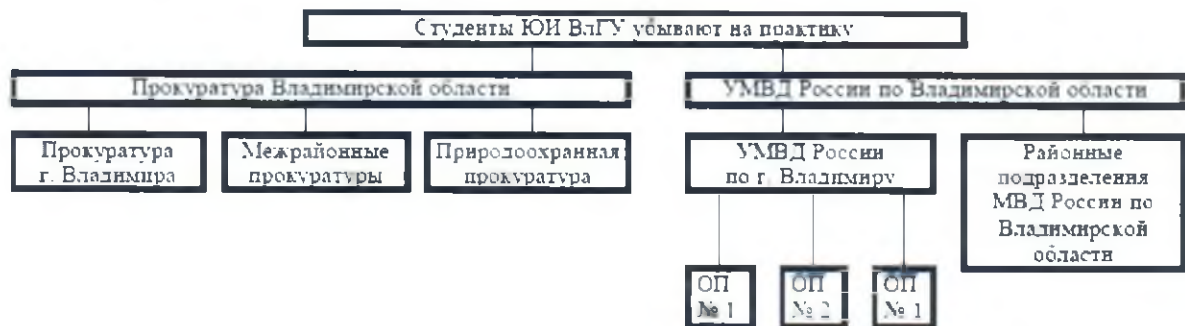 Студенты ЮИ ВлГУ убывают на практику
Прокуратура Владимирской области
УМВД России по Владимирской области
Прокуратура
г. Владимира
Межрайонные
прокуратуры
Природоохранная
прокуратура
УМВД России
по г. Владимиру
Районные
подразделения
МВД России по
Владимирской
области
ОП
№ 1
ОП
№ 2
ОП
№ 1